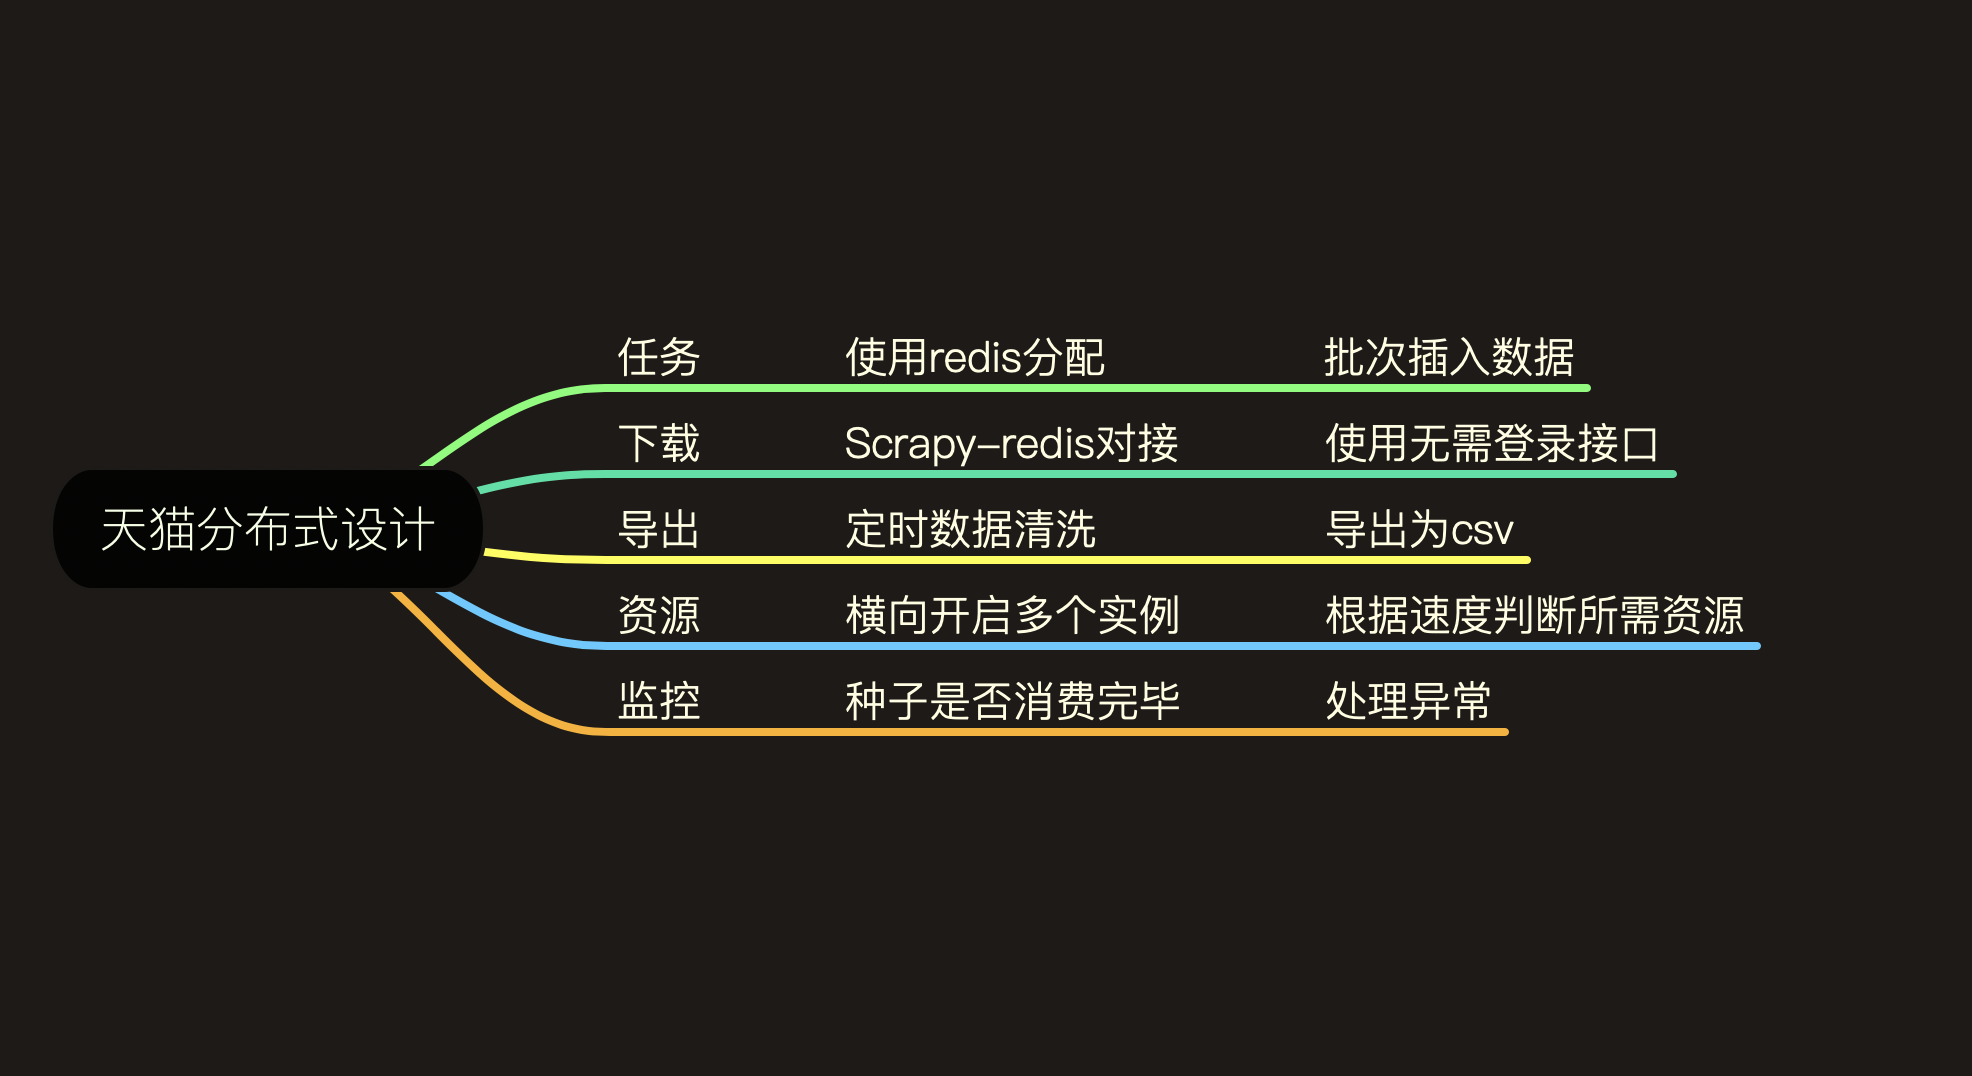 天猫分布式设计
任务 使用redis分配 批次插入数据
下载 Scrapy-redis对接 使用无需登录接口
导出 定时数据清洗 导出为csv
资源 横向开启多个实例 根据速度判断所需资源
监控 种子是否消费完毕 处理异常